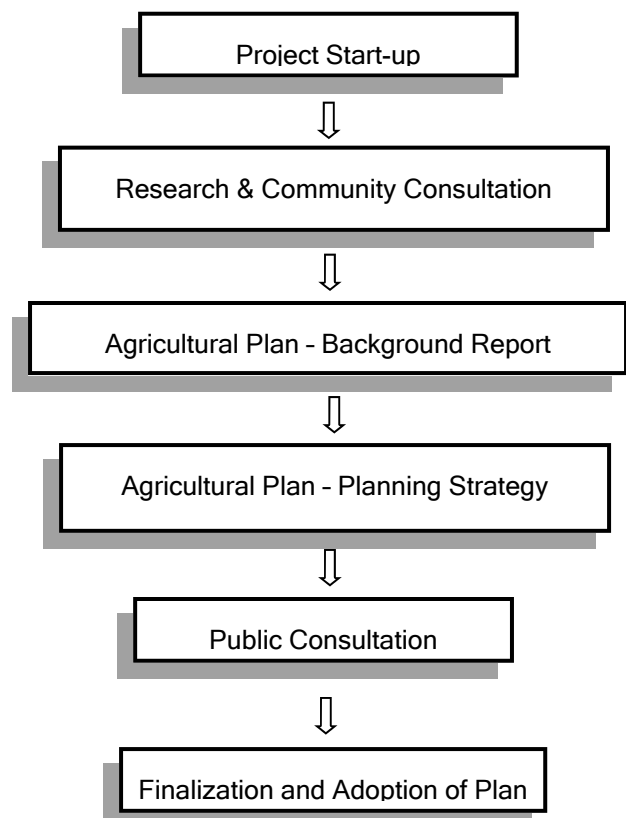 Project Start-up
Research & Community Consultation
Agricultural Plan – Background Report
Agricultural Plan – Planning Strategy
Public Consultation
Finalization and Adoption of Plan